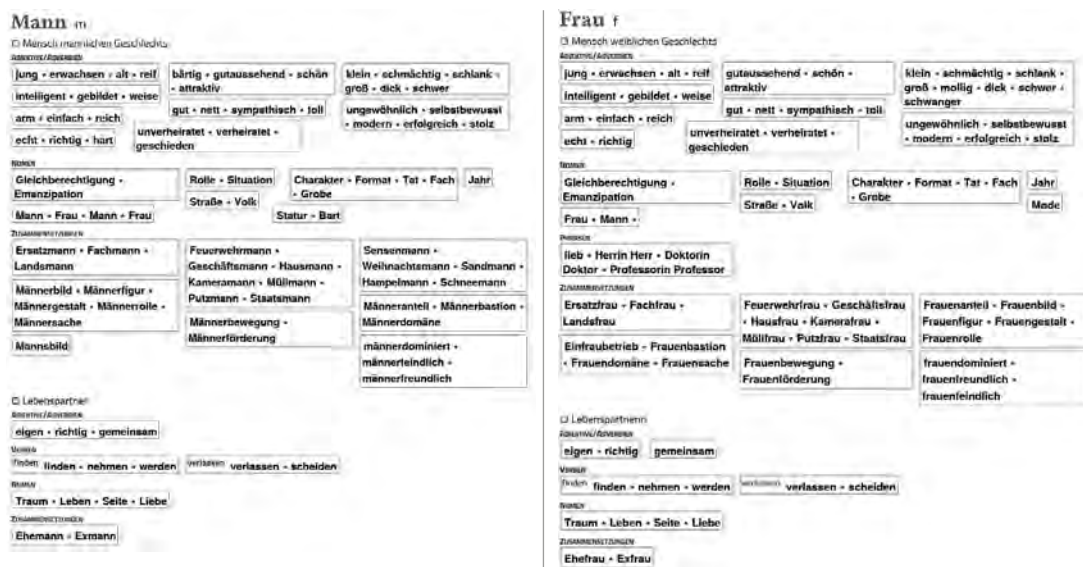 Mann m
Mensch männlichen Geschlechts
ADJEKTIVE/ADVERBIEN
jung • erwachsen • alt • reif
intelligent • gebildet • weise
arm • einfach • reich
echt • richtig • hart
bärtig • gutaussehend • schön
• attraktiv
gut • nett • sympathisch • toll
unverheiratet • verheiratet •
geschieden
klein • schmächtig • schlank •
groß • dick • schwer
ungewöhnlich • selbstbewusst
• modern • erfolgreich • stolz
NOMEN
Gleichberechtigung •
Emanzipation
Mann • Frau • Mann • Frau
Rolle • Situation
Straße • Volk
Charakter • Format • Tat • Fach
• Grobe
Statur • Bart
Jahr
ZUSAMMENSETZUNGEN
Ersatzmann • Fachmann •
Landsmann
Männerbild • Männerfigur •
Männergestalt • Männerrolle •
Männersache
Mannsbild
Feuerwehrmann •
Geschäftsmann • Hausmann •
Kameramann • Müllmann •
Putzmann • Staatsmann
Männerbewegung •
Männerförderung
Sensenmann •
Weihnachtsmann • Sandmann •
Hampelmann • Schneemann
Männeranteil • Männerbastion •
Männerdomäne
männerdominiert •
männerfeindlich •
männerfreundlich
Lebenspartner
ADJEKTIVE/ADVERBIEN
eigen • richtig • gemeinsam
VERBEN
finden finden • nehmen • werden
verlassen verlassen • scheiden
NOMEN
Traum • Leben • Seite • Liebe
ZUSAMMENSETZUNGEN
Ehemann • Exmann
Frau f
Mensch weiblichen Geschlechts
ADJEKTIVE/ADVERBIEN
jung • erwachsen • alt • reif
intelligent • gebildet • weise
arm • einfach • reich
echt • richtig
gutaussehend • schön •
attraktiv
gut • nett • sympathisch • toll
unverheiratet • verheiratet •
geschieden
klein • schmächtig • schlank •
groß • mollig • dick • schwer •
schwanger
ungewöhnlich • selbstbewusst
• modern • erfolgreich • stolz
NOMEN
Gleichberechtigung •
Emanzipation
Frau • Mann •
Rolle • Situation
Straße • Volk
Charakter • Format • Tat • Fach
• Grobe
Jahr
Mode
PHRASEN
lieb • Herrin Herr • Doktorin
Doktor • Professorin Professor
ZUSAMMENSETZUNGEN
Ersatzfrau • Fachfrau •
Landsfrau
Einfraubetrieb • Frauenbastion
• Frauendomäne • Frauensache
Feuerwehrfrau • Geschäftsfrau
• Hausfrau • Kamerafrau •
Müllfrau • Putzfrau • Staatsfrau
Frauenbewegung •
Frauenförderung
Frauenanteil • Frauenbild •
Frauenfigur • Frauengestalt •
Frauenrolle
frauendominiert •
frauenfreundlich •
frauenfeindlich
Lebenspartnerin
ADJEKTIVE/ADVERBIEN
eigen • richtig
gemeinsam
VERBEN
finden finden • nehmen • werden
verlassen verlassen • scheiden
NOMEN
Traum • Leben • Seite • Liebe
ZUSAMMENSETZUNGEN
Ehefrau • Exfrau